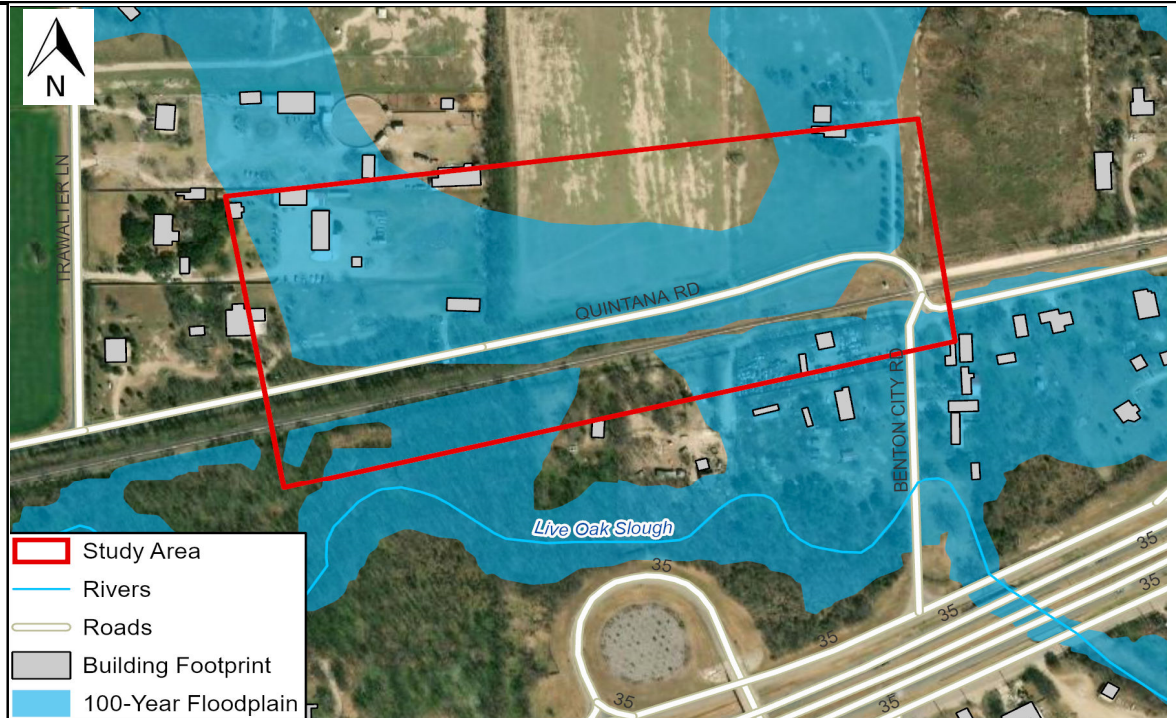 N
TRAWALTER LN
QUINTANA RD
BENTON CITY RD
Live Oak Slough
35
35
35
35
35
35
Study Area
Rivers
Roads
Building Footprint
100-Year Floodplain